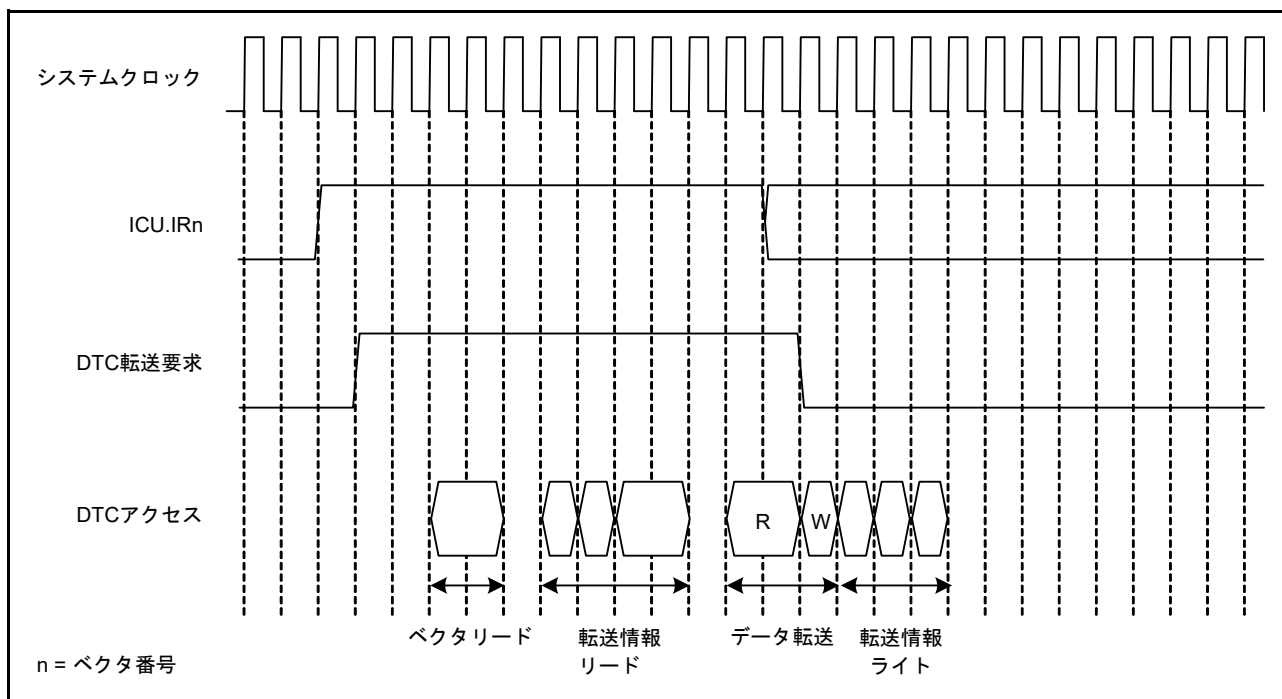 システムクロック
ICU.IRn
DTC転送要求
DTCアクセス
R
W
ベクタリード
転送情報
リード
データ転送
転送情報
ライト
n = ベクタ番号